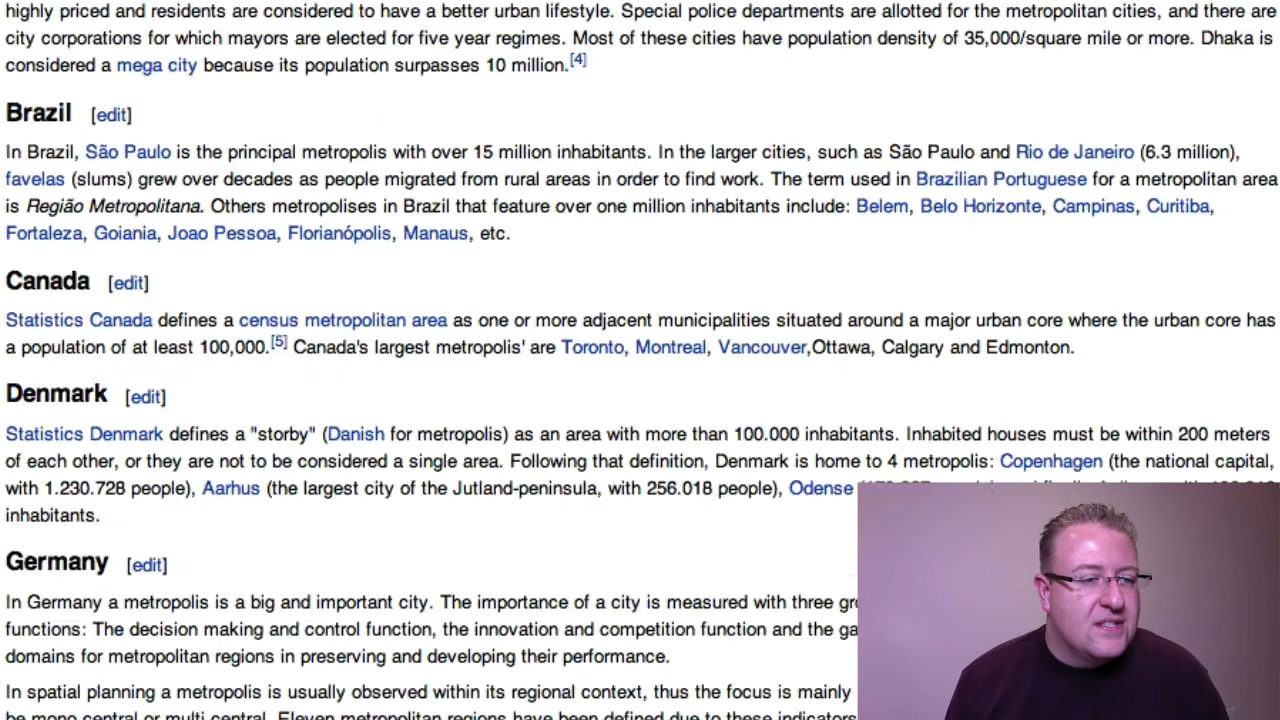 highly priced and residents are considered to have a better urban lifestyle. Special police departments are allotted for the metropolitan cities, and there are
city corporations for which mayors are elected for five year regimes. Most of these cities have population density of 35,000/square mile or more. Dhaka is
considered a mega city because its population surpasses 10 million.[4]
Brazil [edit]
In Brazil, São Paulo is the principal metropolis with over 15 million inhabitants. In the larger cities, such as São Paulo and Rio de Janeiro (6.3 million),
favelas (slums) grew over decades as people migrated from rural areas in order to find work. The term used in Brazilian Portuguese for a metropolitan area
is Região Metropolitana. Others metropolises in Brazil that feature over one million inhabitants include: Belem, Belo Horizonte, Campinas, Curitiba,
Fortaleza, Goiania, Joao Pessoa, Florianópolis, Manaus, etc.
Canada [edit]
Statistics Canada defines a census metropolitan area as one or more adjacent municipalities situated around a major urban core where the urban core has
a population of at least 100,000.[5] Canada's largest metropolis' are Toronto, Montreal, Vancouver,Ottawa, Calgary and Edmonton.
Denmark [edit]
Statistics Denmark defines a "storby" (Danish for metropolis) as an area with more than 100.000 inhabitants. Inhabited houses must be within 200 meters
of each other, or they are not to be considered a single area. Following that definition, Denmark is home to 4 metropolis: Copenhagen (the national capital,
with 1.230.728 people), Aarhus (the largest city of the Jutland-peninsula, with 256.018 people), Odense
inhabitants.
Germany [edit]
In Germany a metropolis is a big and important city. The importance of a city is measured with three
functions: The decision making and control function, the innovation and competition function and the
domains for metropolitan regions in preserving and developing their performance.
In spatial planning a metropolis is usually observed within its regional context, thus the focus is mainly
be mono central or multi central. Eleven metropolitan regions have been defined due to these indicators